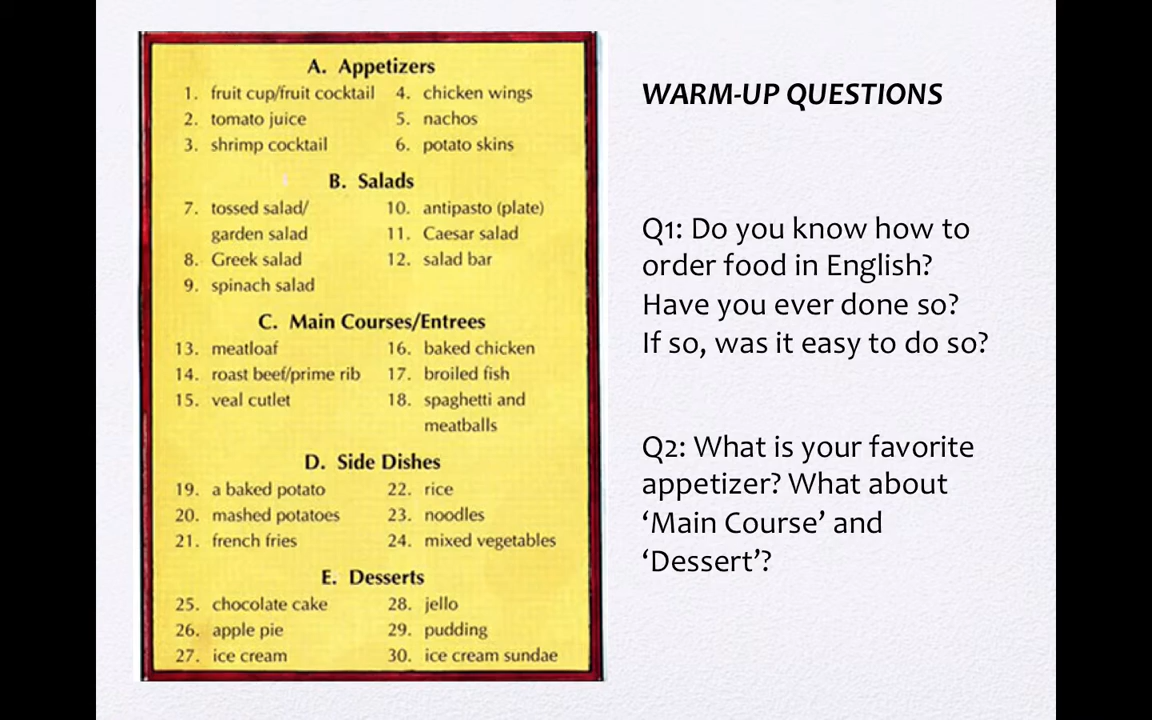 A. Appetizers
1. fruit cup/fruit cocktail
2. tomato juice
3. shrimp cocktail
4. chicken wings
5. nachos
6. potato skins
B. Salads
7. tossed salad/
garden salad
8. Greek salad
9. spinach salad
10. antipasto (plate)
11. Caesar salad
12. salad bar
C. Main Courses/Entrees
13. meatloaf
14. roast beef/prime rib
15. veal cutlet
16. baked chicken
17. broiled fish
18. spaghetti and
meatballs
D. Side Dishes
19. a baked potato
20. mashed potatoes
21. french fries
22. rice
23. noodles
24. mixed vegetables
E. Desserts
25. chocolate cake
26. apple pie
27. ice cream
28. jello
29. pudding
30. ice cream sundae
WARM-UP QUESTIONS
Q1: Do you know how to
order food in English?
Have you ever done so?
If so, was it easy to do so?
Q2: What is your favorite
appetizer? What about
‘Main Course’ and
‘Dessert’?